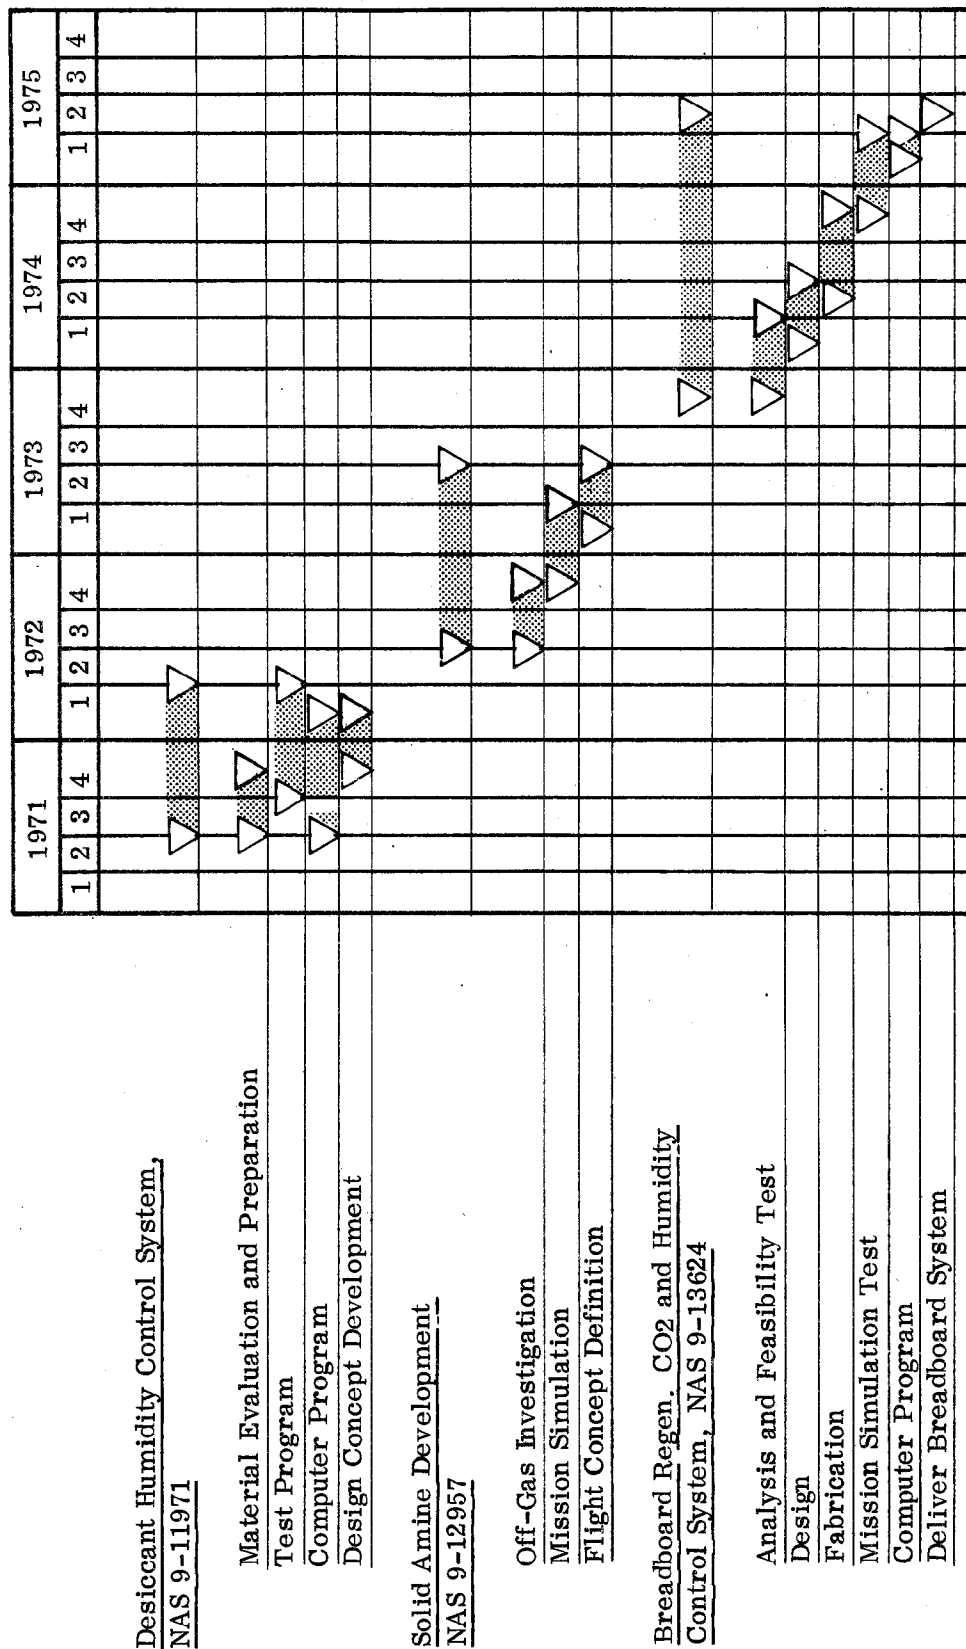 1971 1972 1973 1974 1975
1 2 3 4 1 2 3 4 1 2 3 4 1 2 3 4 1 2 3 4
Desiccant Humidity Control System,
NAS 9-11971
Material Evaluation and Preparation
Test Program
Computer Program
Design Concept Development
Solid Amine Development
NAS 9-12957
Off-Gas Investigation
Mission Simulation
Flight Concept Definition
Breadboard Regen. CO2 and Humidity
Control System, NAS 9-13624
Analysis and Feasibility Test
Design
Fabrication
Mission Simulation Test
Computer Program
Deliver Breadboard System